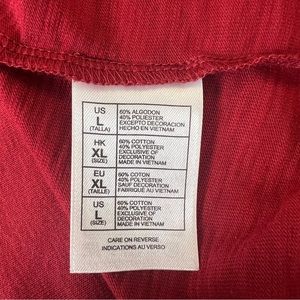 US
L
(TALLA)
60% ALGODON
40% POLIESTER
EXCEPTO DECORACION
HECHO EN VIETNAM
HK
XL
(SIZE)
60% COTTON
40% POLYESTER
EXCLUSIVE OF
DECORATION
MADE IN VIETNAM
EU
XL
(TAILLE)
60% COTON
40% POLYESTER
SAUF DECORATION
FABRIQUE AU VIETNAM
US
L
(SIZE)
60% COTTON
40% POLYESTER
EXCLUSIVE OF
DECORATION
MADE IN VIETNAM
CARE ON REVERSE
INDICATIONS AU VERSO